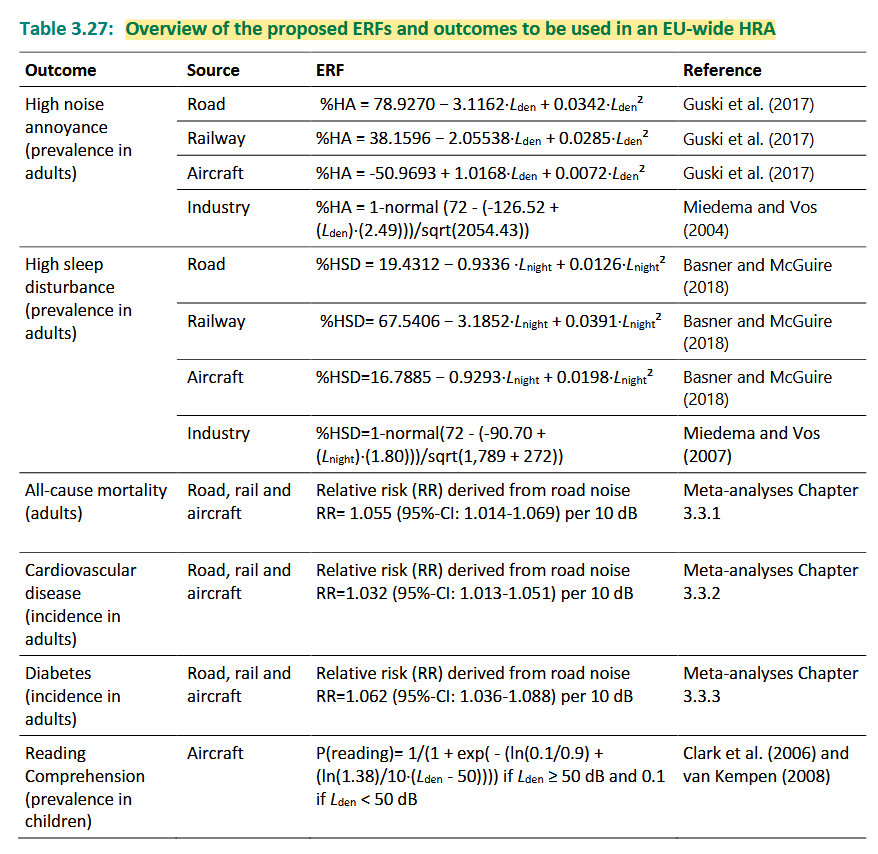 Table 3.27: Overview of the proposed ERFs and outcomes to be used in an EU-wide HRA
Outcome Source ERF Reference
High noise annoyance (prevalence in adults)
Road %HA = 78.9270 – 3.1162·Lden + 0.0342·Lden² Guski et al. (2017)
Railway %HA = 38.1596 – 2.05538·Lden + 0.0285·Lden² Guski et al. (2017)
Aircraft %HA = -50.9693 + 1.0168·Lden + 0.0072·Lden² Guski et al. (2017)
Industry %HA = 1-normal (72 - (-126.52 +
(Lden)·(2.49)))/sqrt(2054.43)) Miedema and Vos
(2004)
High sleep disturbance (prevalence in adults)
Road %HSD = 19.4312 – 0.9336 ·Lnight + 0.0126·Lnight² Basner and McGuire
(2018)
Railway %HSD= 67.5406 – 3.1852·Lnight + 0.0391·Lnight² Basner and McGuire
(2018)
Aircraft %HSD=16.7885 – 0.9293·Lnight + 0.0198·Lnight² Basner and McGuire
(2018)
Industry %HSD=1-normal(72 - (-90.70 +
(Lnight)·(1.80)))/sqrt(1,789 + 272)) Miedema and Vos
(2007)
All-cause mortality
(adults)
Road, rail and
aircraft
Relative risk (RR) derived from road noise
RR= 1.055 (95%-CI: 1.014-1.069) per 10 dB
Meta-analyses Chapter
3.3.1
Cardiovascular
disease
(incidence in
adults)
Road, rail and
aircraft
Relative risk (RR) derived from road noise
RR=1.032 (95%-CI: 1.013-1.051) per 10 dB
Meta-analyses Chapter
3.3.2
Diabetes
(incidence in
adults)
Road, rail and
aircraft
Relative risk (RR) derived from road noise
RR=1.062 (95%-CI: 1.036-1.088) per 10 dB
Meta-analyses Chapter
3.3.3
Reading
Comprehension
(prevalence in
children)
Aircraft
P(reading)= 1/(1 + exp( - (ln(0.1/0.9) +
(ln(1.38)/10·(Lden - 50)))) if Lden ≥ 50 dB and 0.1
if Lden < 50 dB
Clark et al. (2006) and
van Kempen (2008)